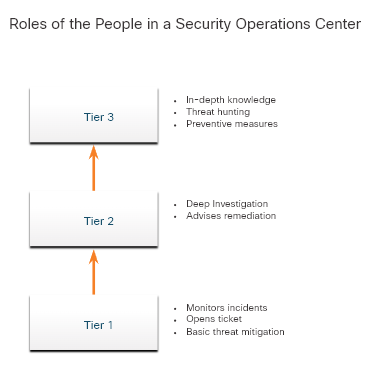 Roles of the People in a Security Operations Center
Tier 3
• In-depth knowledge
• Threat hunting
• Preventive measures
Tier 2
• Deep Investigation
• Advises remediation
Tier 1
• Monitors incidents
• Opens ticket
• Basic threat mitigation